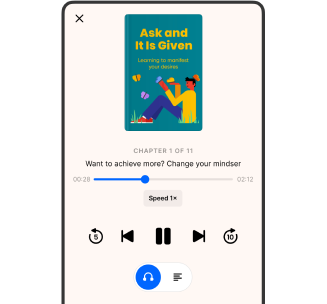 Ask and
It Is Given
Learning to manifest
your desires
CHAPTER 1 OF 11
Want to achieve more? Change your mindser
00:28
02:12
Speed 1×
5
10